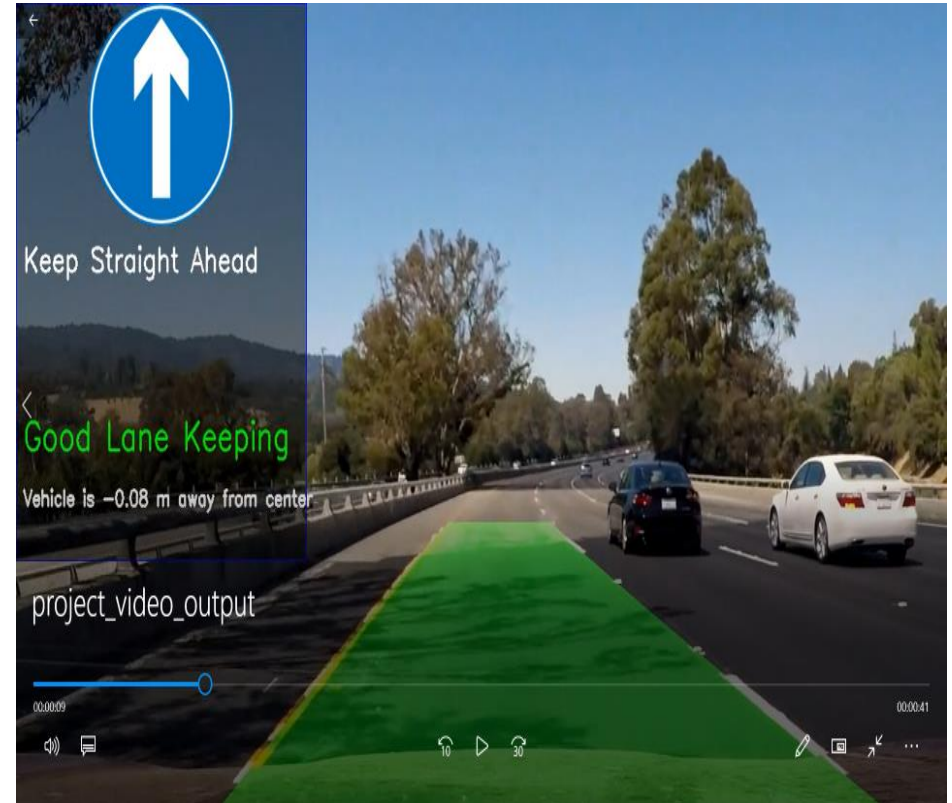 Keep Straight Ahead
Good Lane Keeping
Vehicle is −0.08 m away from center
project_video_output
00:00:09
00:00:41
10
30